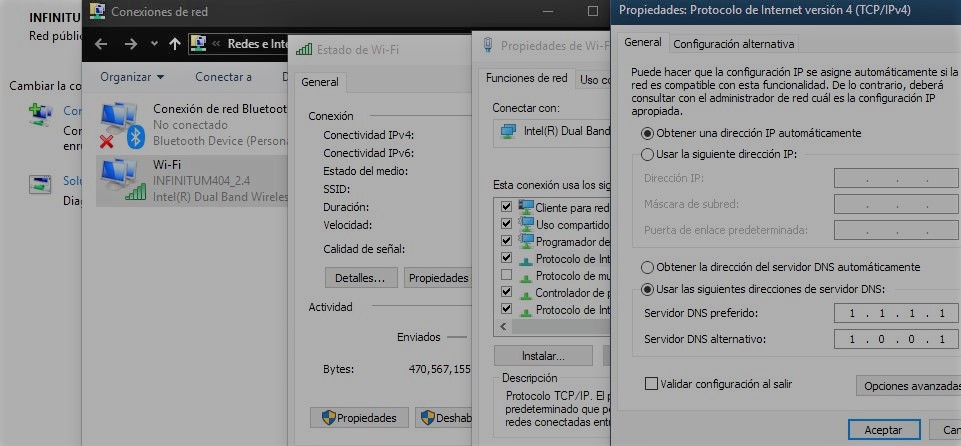 INFINITU
Red públic
Cambiar la co
Cor
Con
enru
Solu
Diag
Conexiones de red
Redes e Inte
Organizar
Conectar a
D
Conexión de red Bluetoot
No conectado
Bluetooth Device (Persona
Wi-Fi
INFINITUM404_2.4
Intel(R) Dual Band Wireles
Estado de Wi-Fi
General
Conexión
Conectividad IPv4:
Conectividad IPv6:
Estado del medio:
SSID:
Duración:
Velocidad:
Calidad de señal:
Detalles...
Propiedades
Actividad
Enviados
Bytes:
470,567,155
Propiedades
Deshab
Propiedades de Wi-F
Funciones de red
Uso co
Conectar con:
Intel(R) Dual Band
Esta conexión usa los sig
Cliente para red
Uso compartido
Programador de
Protocolo de Int
Protocolo de mu
Controlador de p
Protocolo de Int
Instalar...
Descripción
Protocolo TCP/IP. El p
predeterminado que pe
redes conectadas entr
Propiedades: Protocolo de Internet versión 4 (TCP/IPv4)
General
Configuración alternativa
Puede hacer que la configuración IP se asigne automáticamente si la
red es compatible con esta funcionalidad. De lo contrario, deberá
consultar con el administrador de red cuál es la configuración IP
apropiada.
Obtener una dirección IP automáticamente
Usar la siguiente dirección IP:
Dirección IP:
Máscara de subred:
Puerta de enlace predeterminada:
Obtener la dirección del servidor DNS automáticamente
Usar las siguientes direcciones de servidor DNS:
Servidor DNS preferido:
1 . 1 . 1 . 1
Servidor DNS alternativo:
1 . 0 . 0 . 1
Validar configuración al salir
Opciones avanzadas
Aceptar
Can